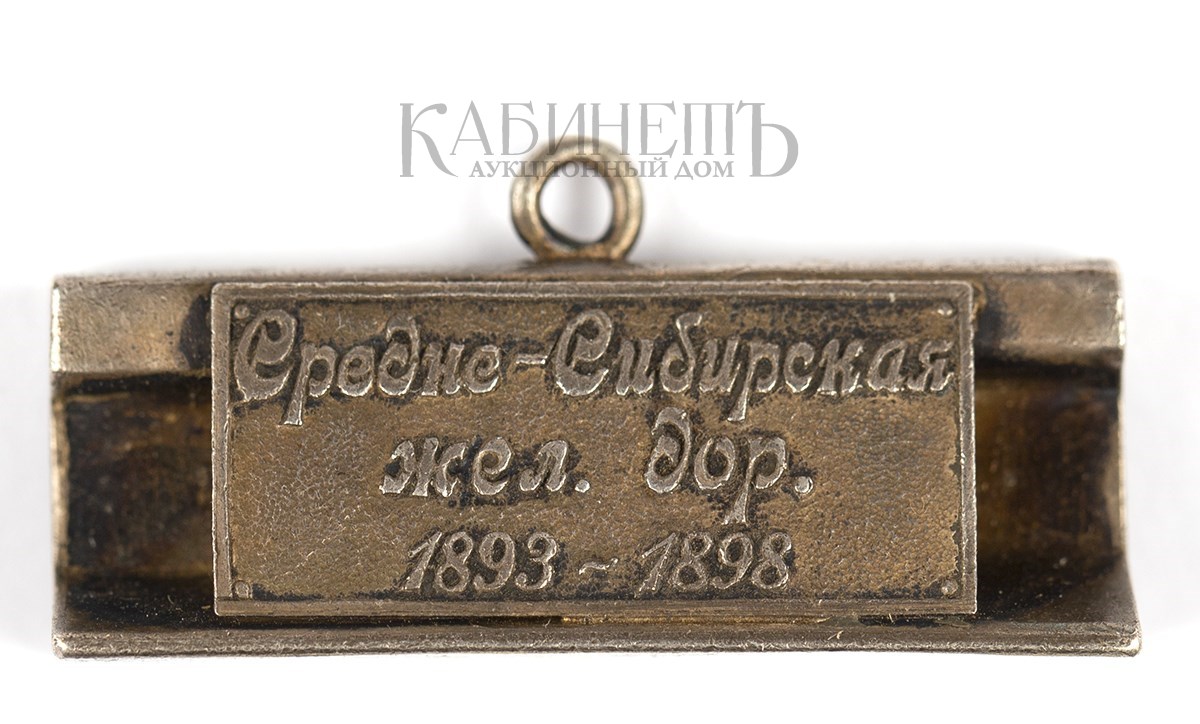 КАБИНЕТЪ
АУКЦИОННЫЙ ДОМ
Средне-Сибирская
жел. дор.
1893 ~ 1898